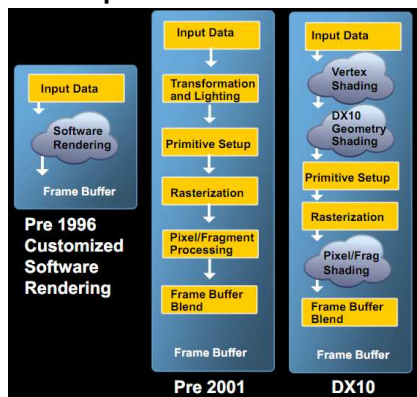 Input Data
Software
Rendering
Frame Buffer
Pre 1996
Customized
Software
Rendering
Input Data
Transformation
and Lighting
Primitive Setup
Rasterization
Pixel/Fragment
Processing
Frame Buffer
Blend
Frame Buffer
Pre 2001
Input Data
Vertex
Shading
DX10
Geometry
Shading
Primitive Setup
Rasterization
Pixel/Frag
Shading
Frame Buffer
Blend
Frame Buffer
DX10